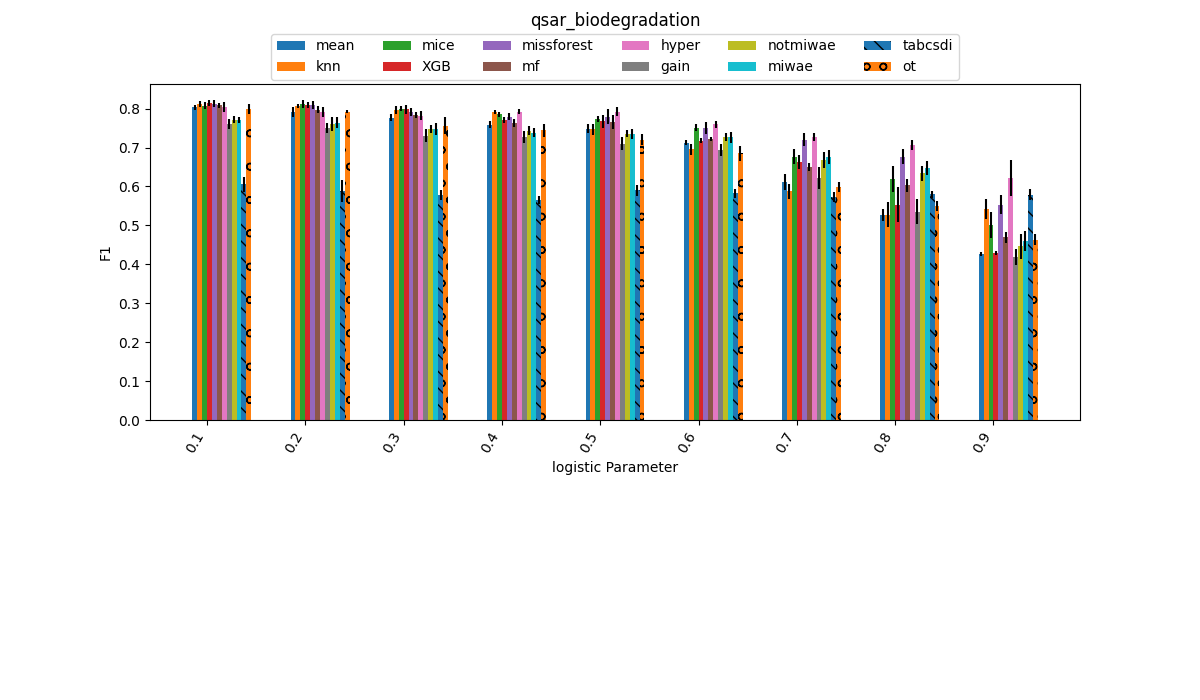 qsar_biodegradation
mean mice missforest hyper notmiwae tabcsdi
knn XGB mf gain miwae ot
0.8
0.7
0.6
0.5
0.4
0.3
0.2
0.1
0.0
F1
0.1 0.2 0.3 0.4 0.5 0.6 0.7 0.8 0.9
logistic Parameter